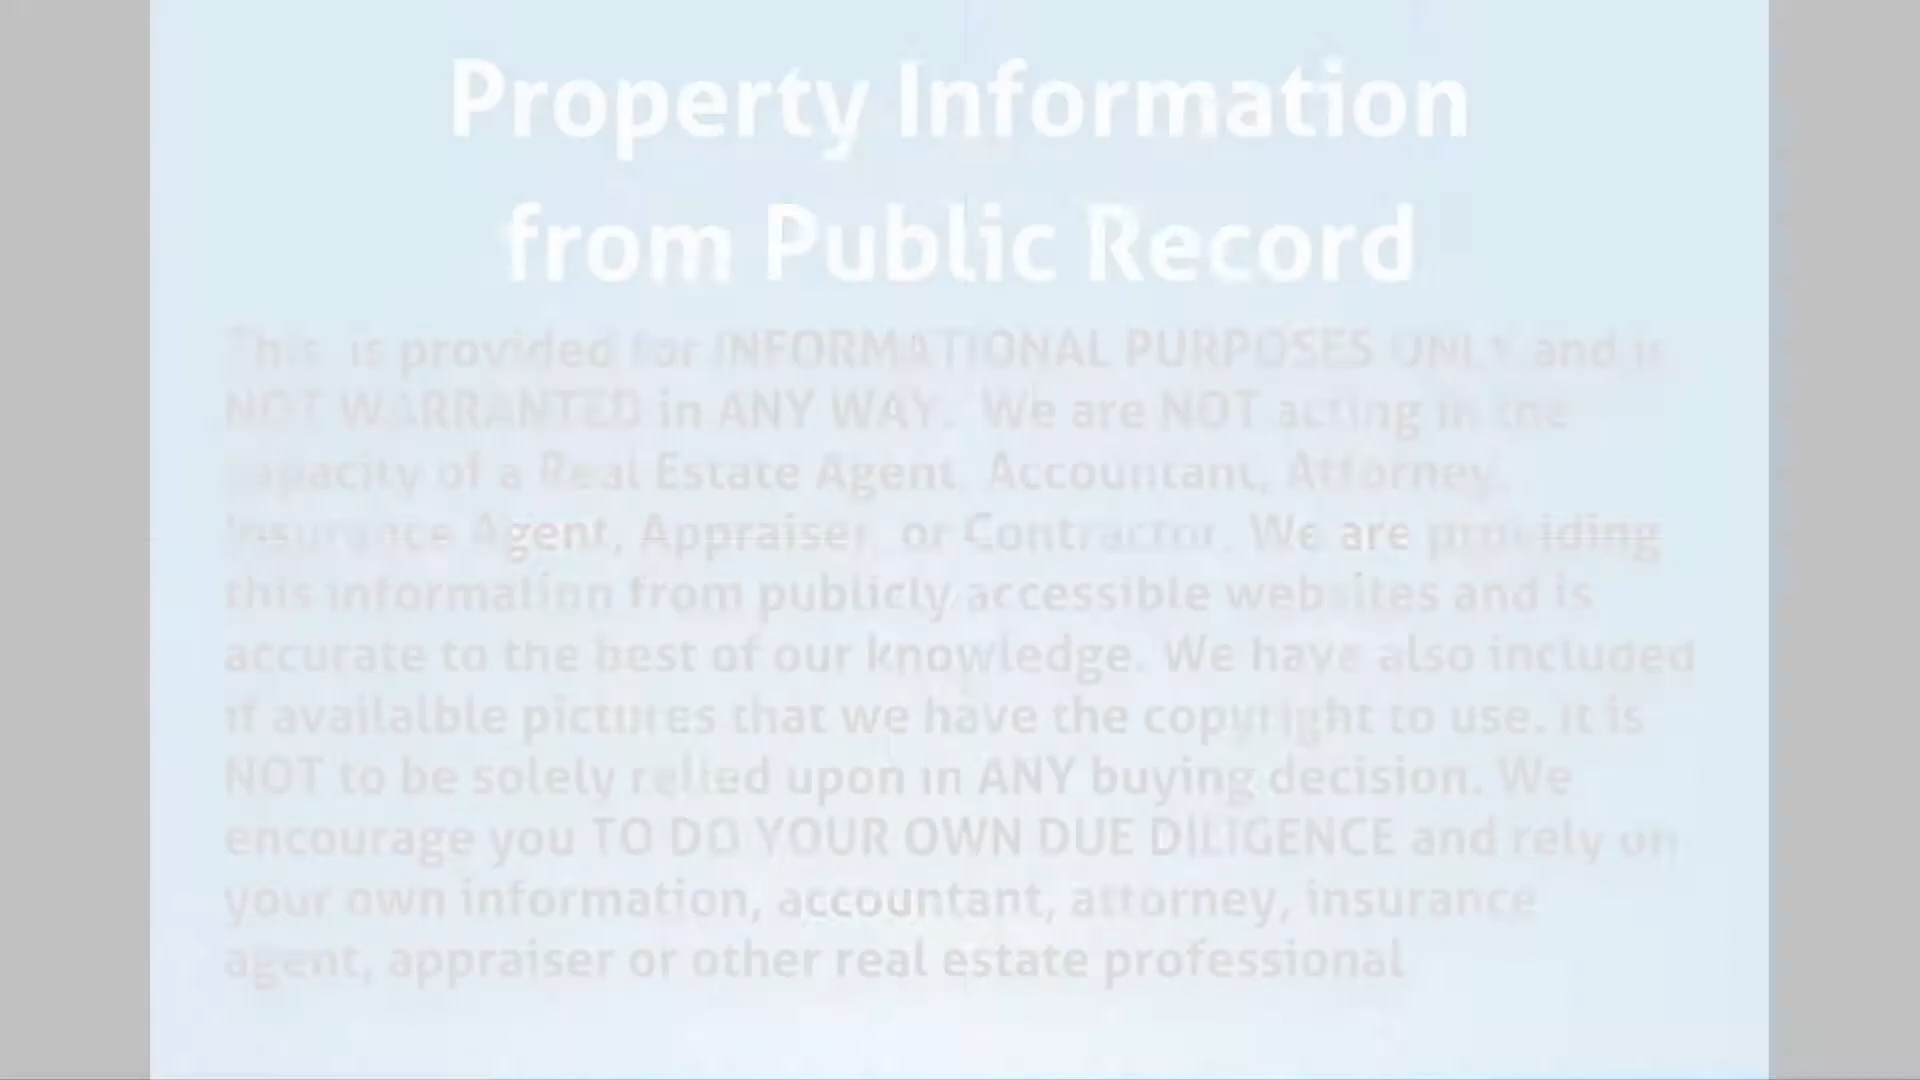 Property Information
from Public Record
This is provided for INFORMATIONAL PURPOSES ONLY and is
NOT WARRANTED in ANY WAY. We are NOT acting in the
capacity of a Real Estate Agent, Accountant, Attorney,
Insurance Agent, Appraiser, or Contractor. We are providing
this information from publicly accessible websites and is
accurate to the best of our knowledge. We have also included
if availalble pictures that we have the copyright to use. It is
NOT to be solely relied upon in ANY buying decision. We
encourage you TO DO YOUR OWN DUE DILIGENCE and rely on
your own information, accountant, attorney, insurance
agent, appraiser or other real estate professional